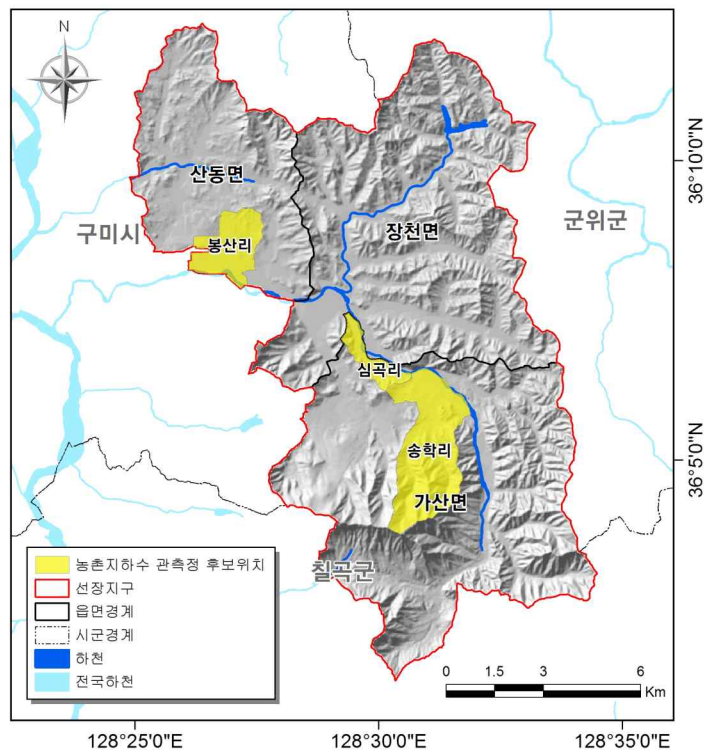 N
산동면
구미시
봉산리
장천면
군위군
심곡리
송학리
가산면
칠곡군
36°10'0"N
36°5'0"N
농촌지하수 관측정 후보위치
선장지구
읍면경계
시군경계
하천
전국하천
0 1.5 3 6
Km
128°25'0"E 128°30'0"E 128°35'0"E